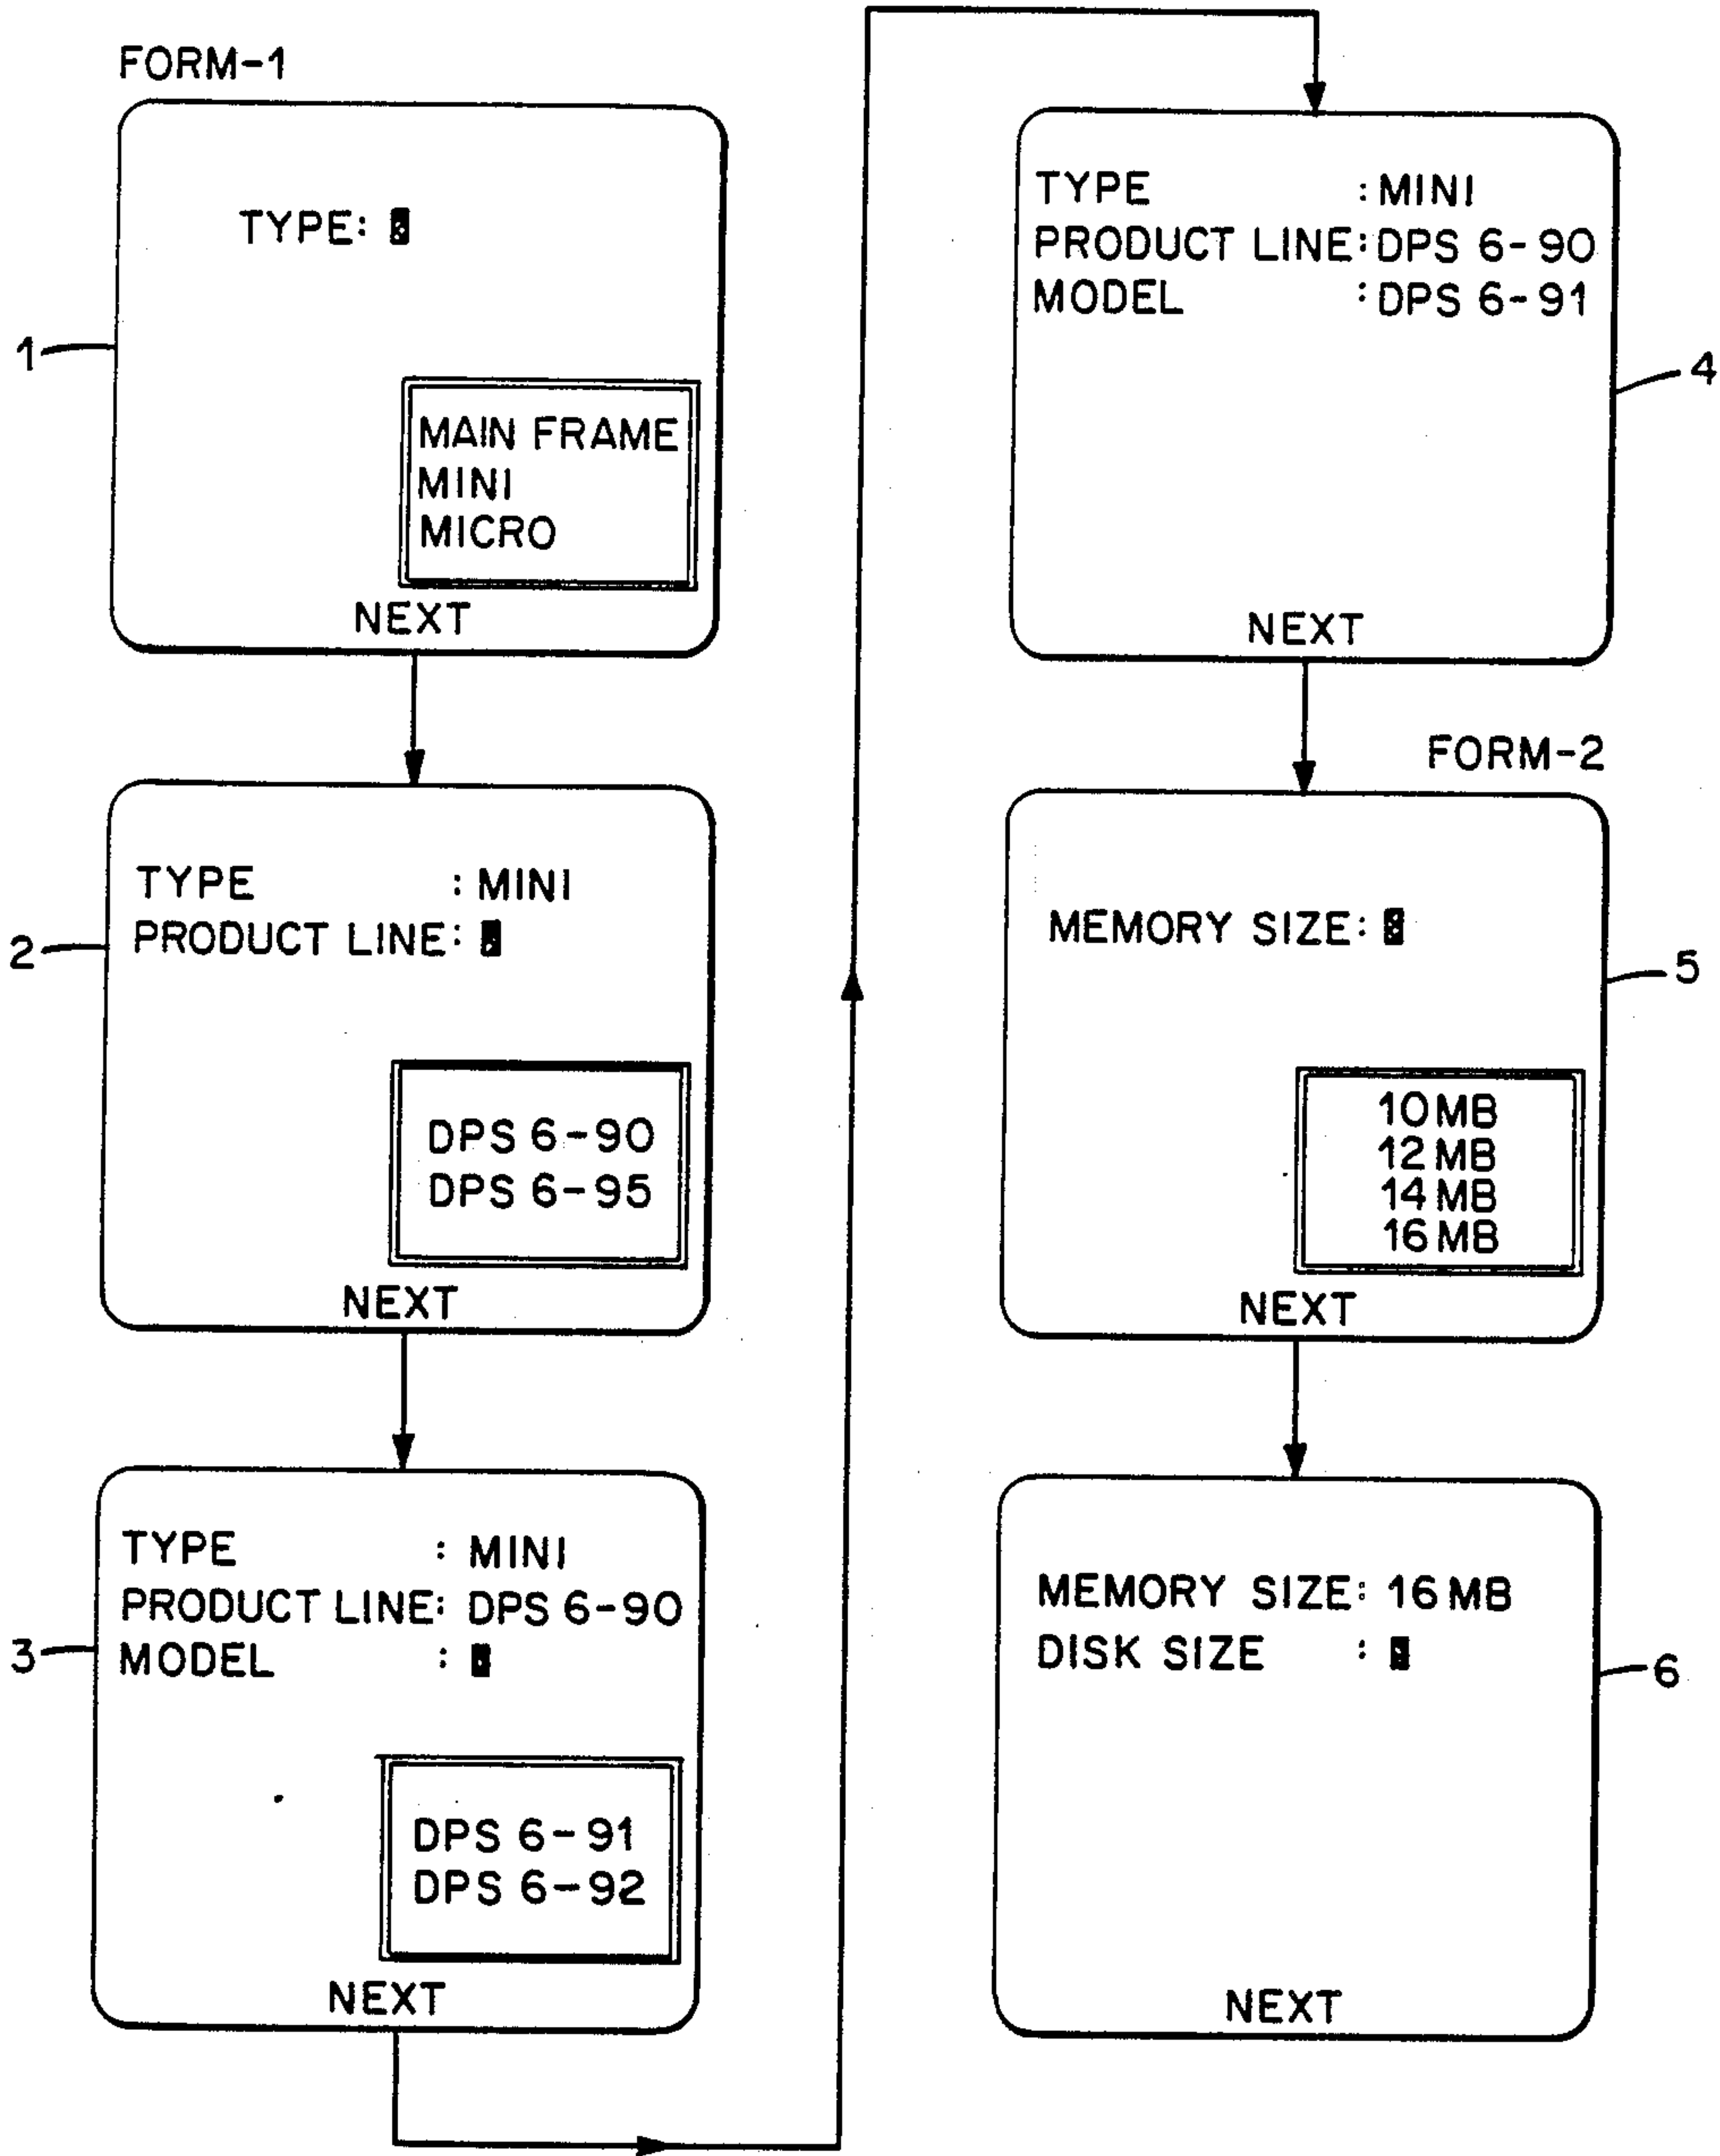 FORM-1
TYPE:
1
MAIN FRAME
MINI
MICRO
NEXT
TYPE : MINI
PRODUCT LINE:
2
DPS 6-90
DPS 6-95
NEXT
TYPE : MINI
PRODUCT LINE: DPS 6-90
MODEL :
3
DPS 6-91
DPS 6-92
NEXT
TYPE : MINI
PRODUCT LINE: DPS 6-90
MODEL : DPS 6-91
4
NEXT
FORM-2
MEMORY SIZE:
5
10 MB
12 MB
14 MB
16 MB
NEXT
MEMORY SIZE: 16 MB
DISK SIZE :
6
NEXT